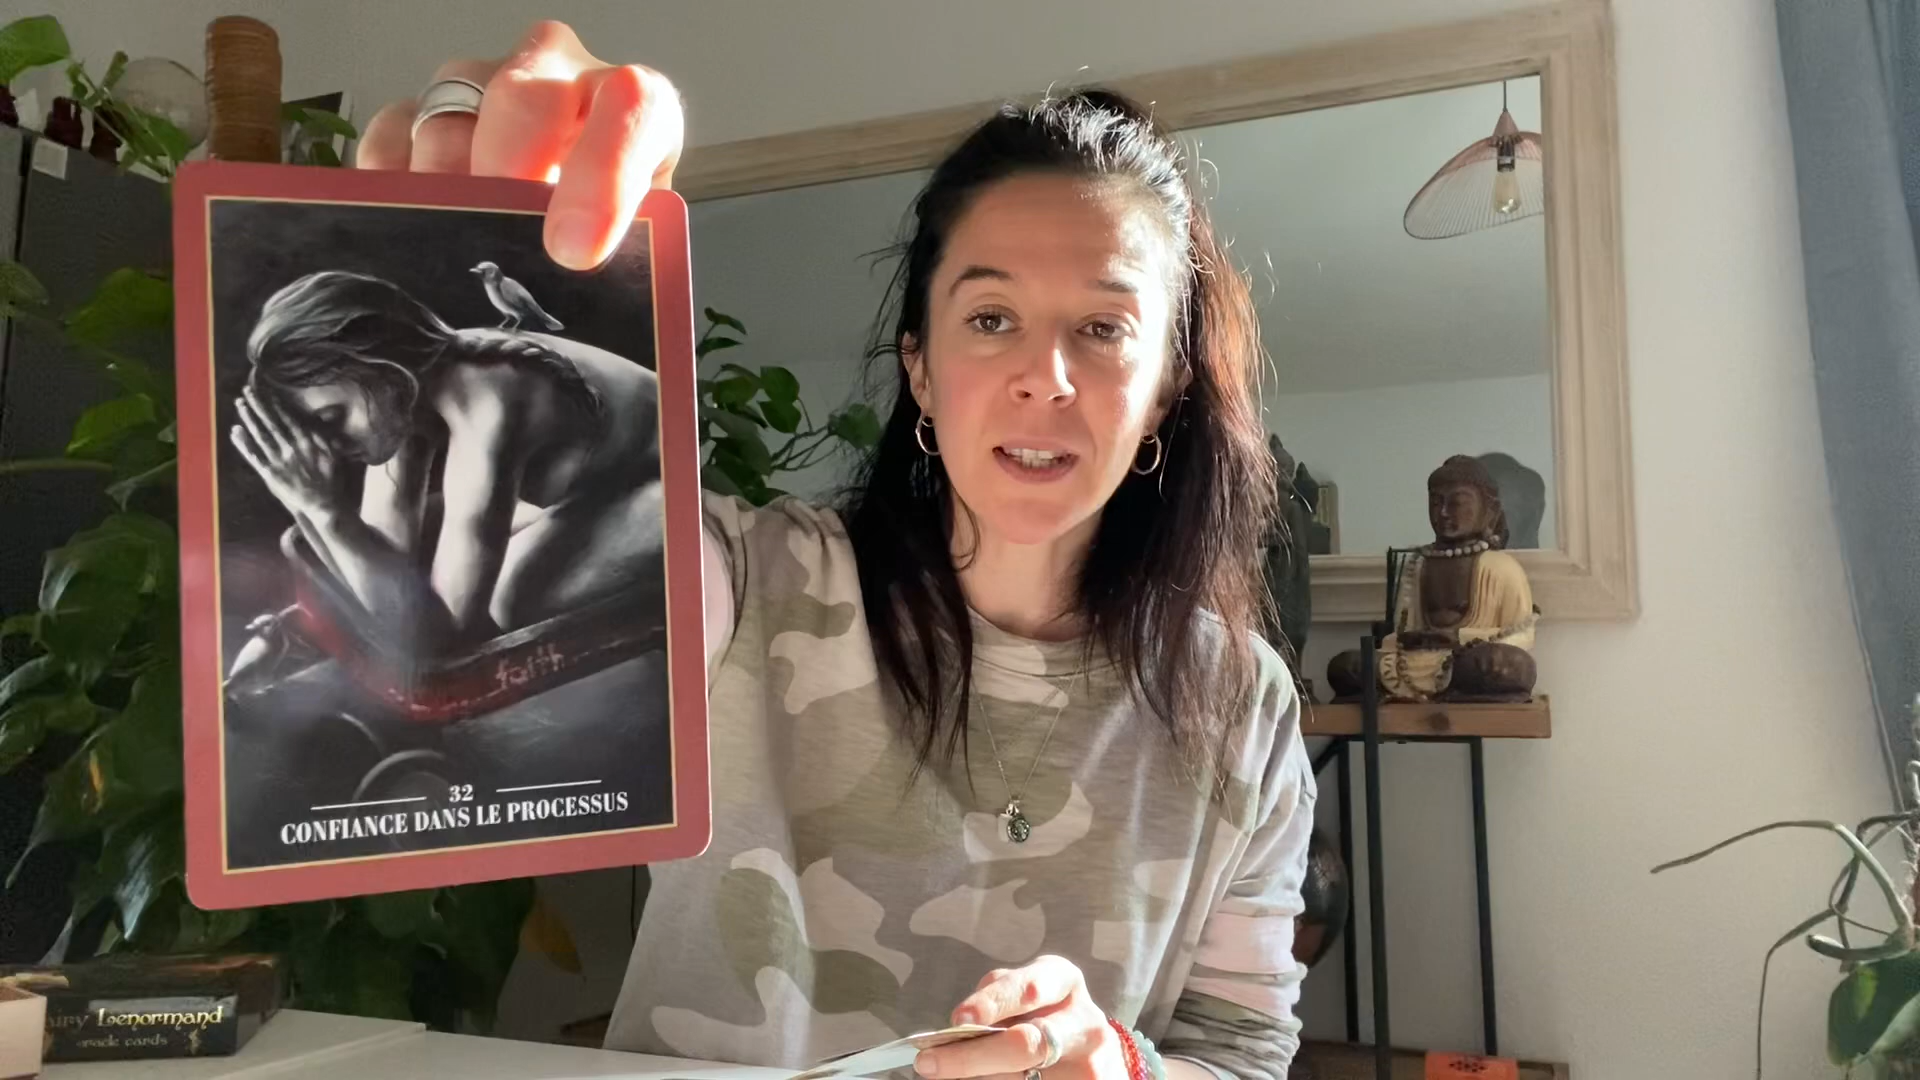 faith
32
CONFIANCE DANS LE PROCESSUS
Lenormand
oracle cards